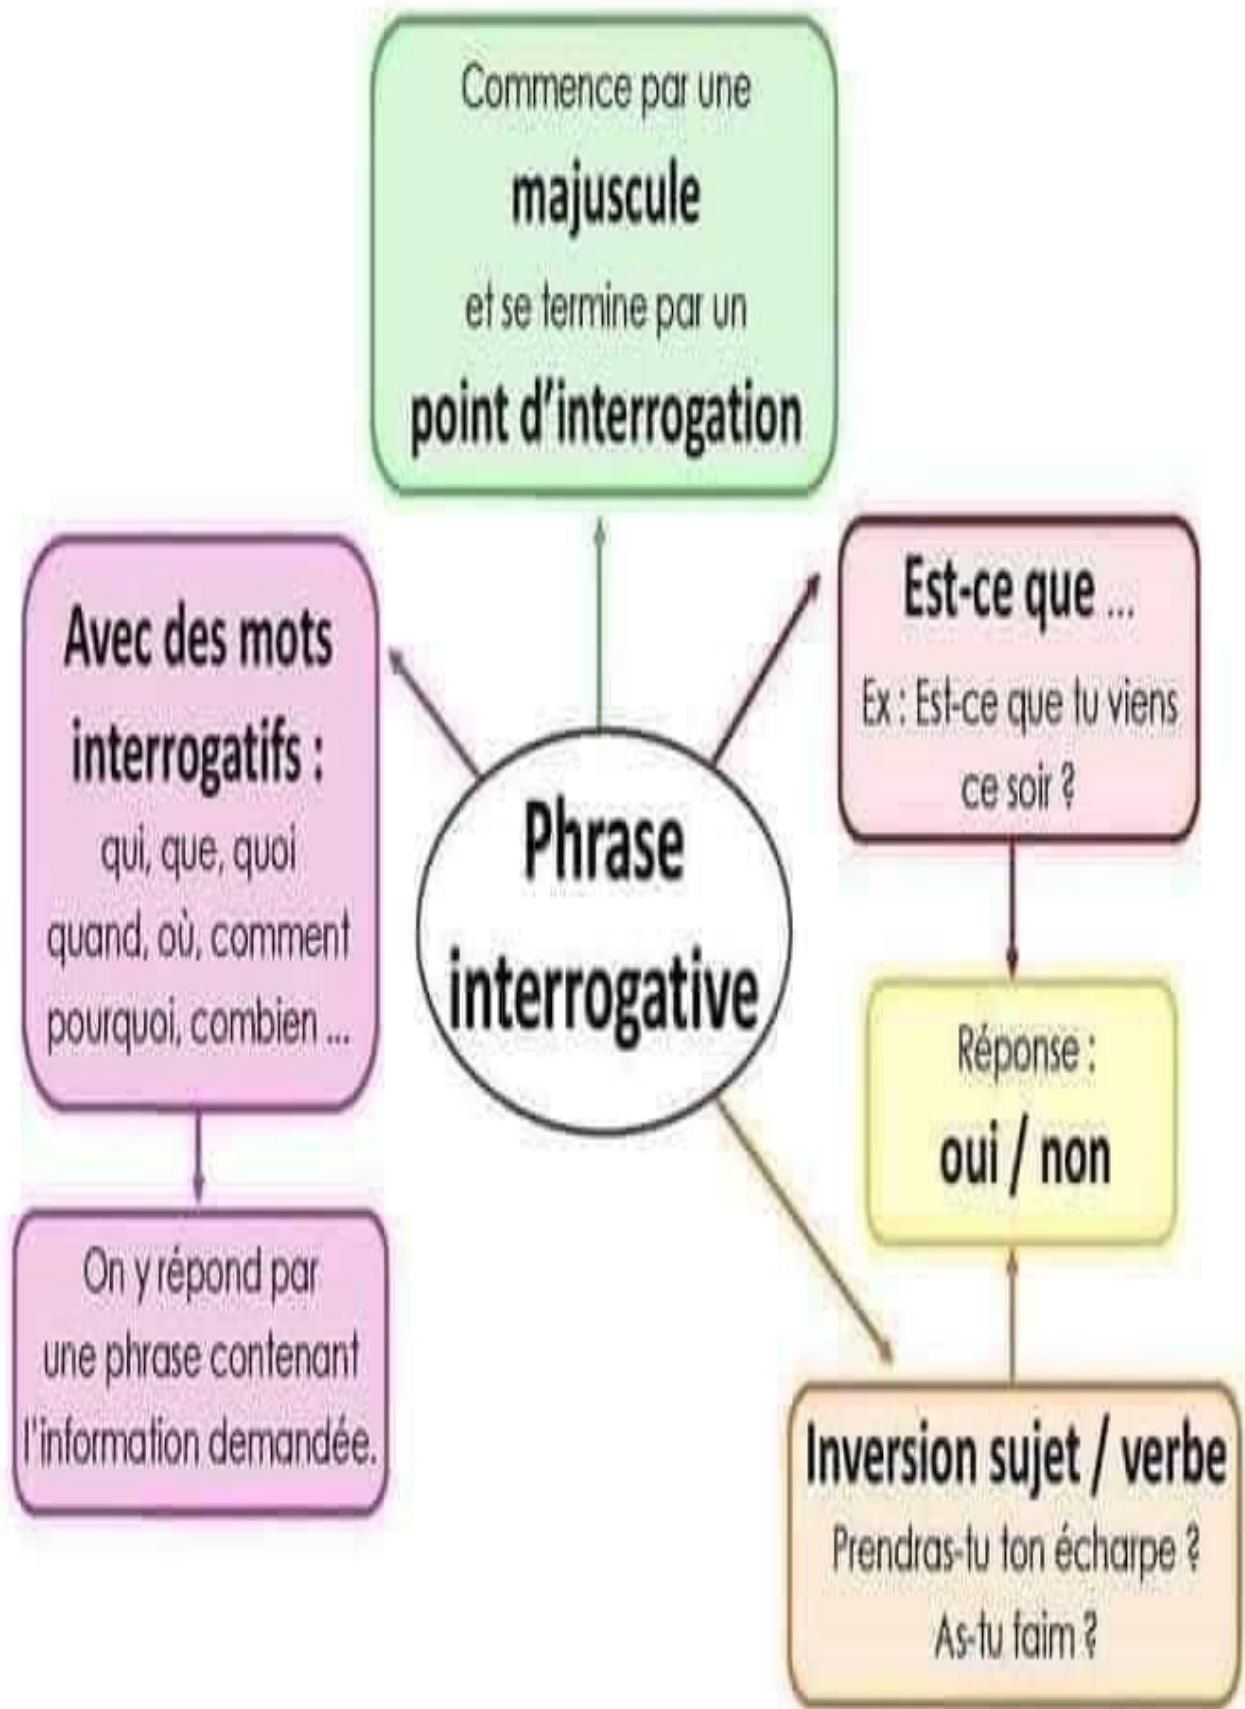 Commence par une
majuscule
et se termine par un
point d'interrogation
Avec des mots
interrogatifs :
qui, que, quoi
quand, où, comment
pourquoi, combien ...
On y répond par
une phrase contenant
l'information demandée.
Phrase
interrogative
Est-ce que ...
Ex : Est-ce que tu viens
ce soir ?
Réponse :
oui / non
Inversion sujet / verbe
Prendras-tu ton écharpe ?
As-tu faim ?